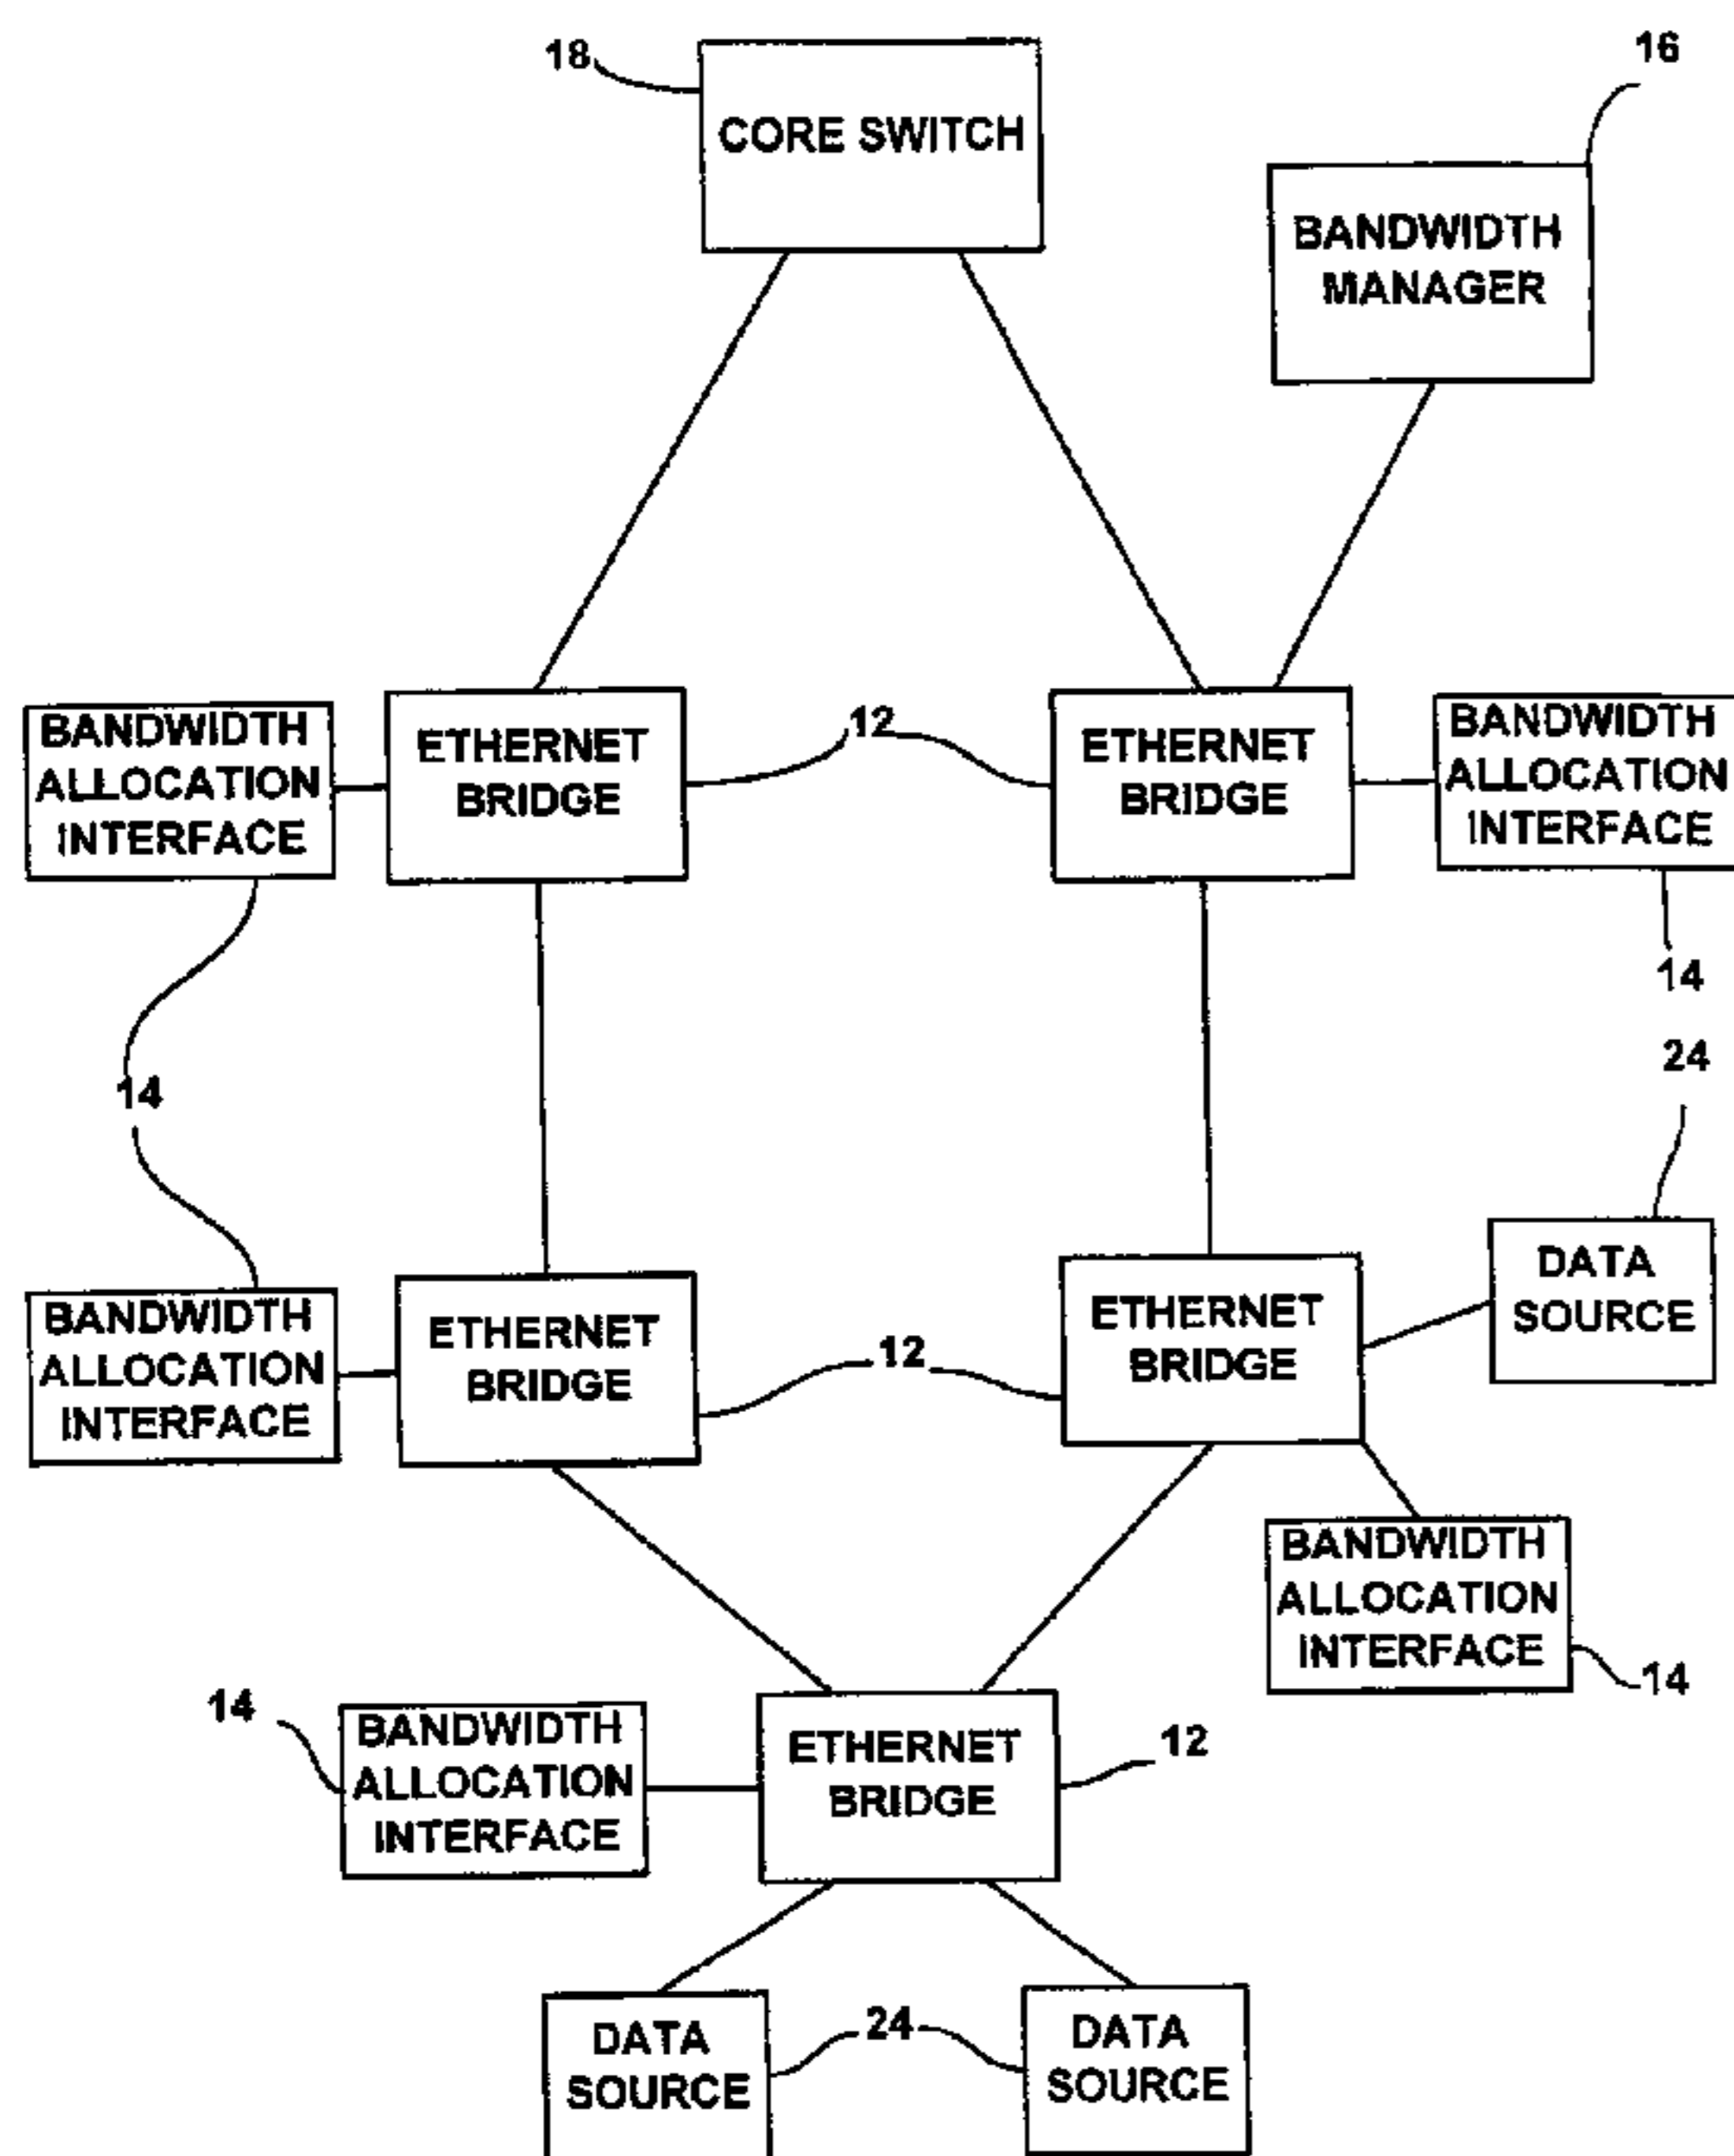 18
CORE SWITCH
16
BANDWIDTH
MANAGER
BANDWIDTH
ALLOCATION
INTERFACE
ETHERNET
BRIDGE
12
ETHERNET
BRIDGE
BANDWIDTH
ALLOCATION
INTERFACE
14
24
14
DATA
SOURCE
BANDWIDTH
ALLOCATION
INTERFACE
ETHERNET
BRIDGE
12
ETHERNET
BRIDGE
BANDWIDTH
ALLOCATION
INTERFACE
14
14
BANDWIDTH
ALLOCATION
INTERFACE
ETHERNET
BRIDGE
12
DATA
SOURCE
24
DATA
SOURCE